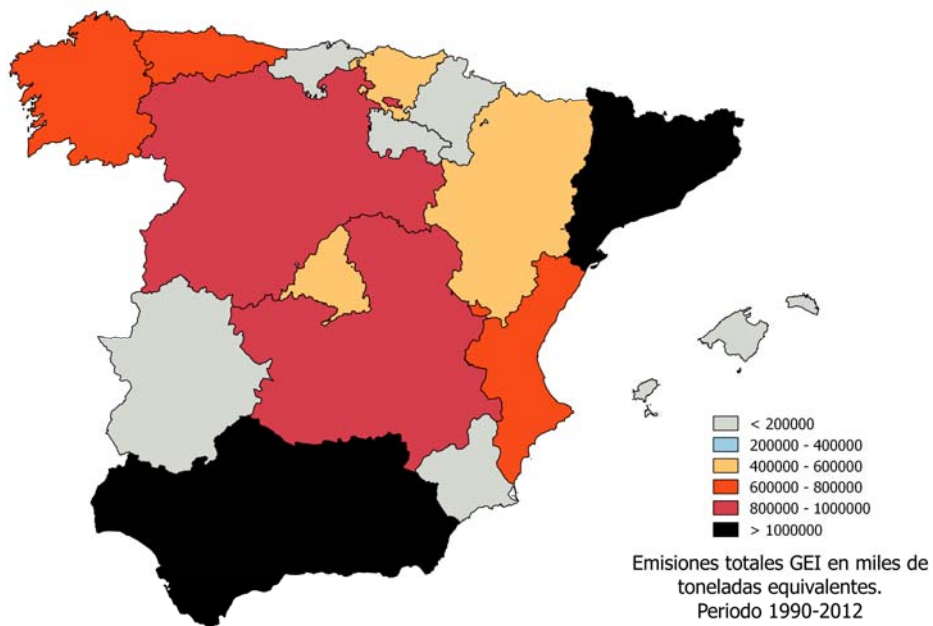 < 200000
200000 - 400000
400000 - 600000
600000 - 800000
800000 - 1000000
> 1000000
Emisiones totales GEI en miles de
toneladas equivalentes.
Periodo 1990-2012